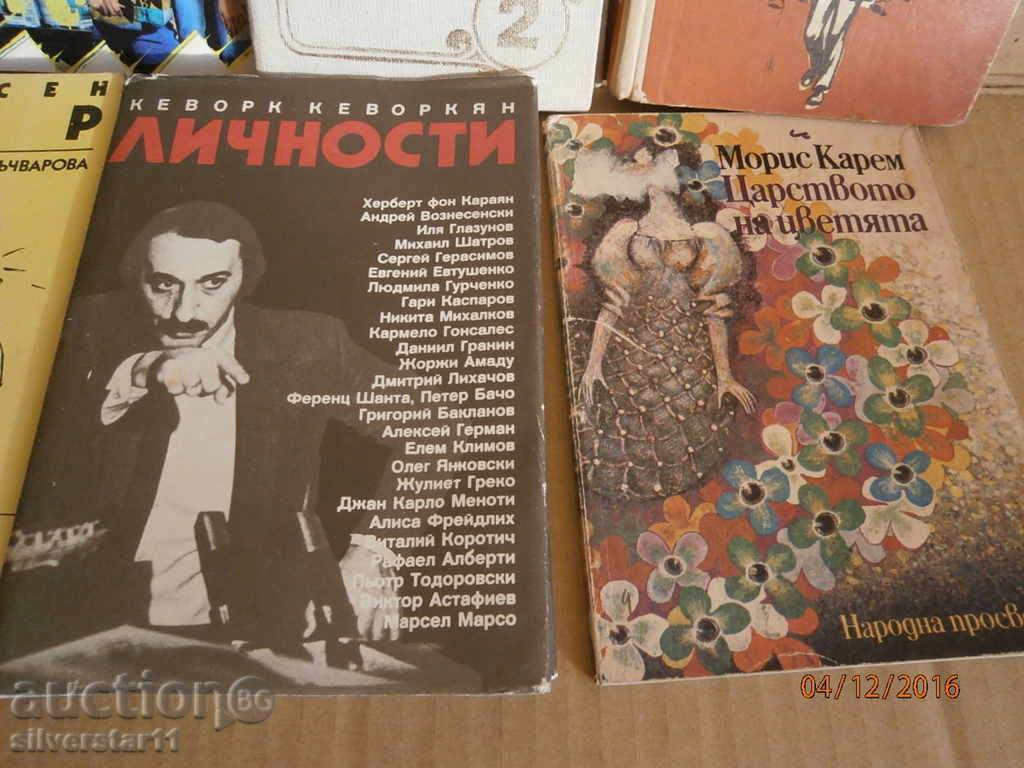 2
СЕН
Р
ЪЧВАРОВА
КЕВОРК КЕВОРКЯН
ЛИЧНОСТИ
Херберт фон Караян
Андрей Вознесенски
Иля Глазунов
Михаил Шатров
Сергей Герасимов
Евгений Евтушенко
Людмила Гурченко
Гари Каспаров
Никита Михалков
Кармело Гонсалес
Даниил Гранин
Жоржи Амаду
Дмитрий Лихачов
Ференц Шанта, Петер Бачо
Григорий Бакланов
Алексей Герман
Елем Климов
Олег Янковски
Жулиет Греко
Джан Карло Меноти
Алиса Фрейдлих
Виталий Коротич
Рафаел Алберти
Пьотр Тодоровски
Виктор Астафиев
Марсел Марсо
Морис Карем
Царството
на цветята
Народна просв
04/12/2016
auction BG
silverstar11